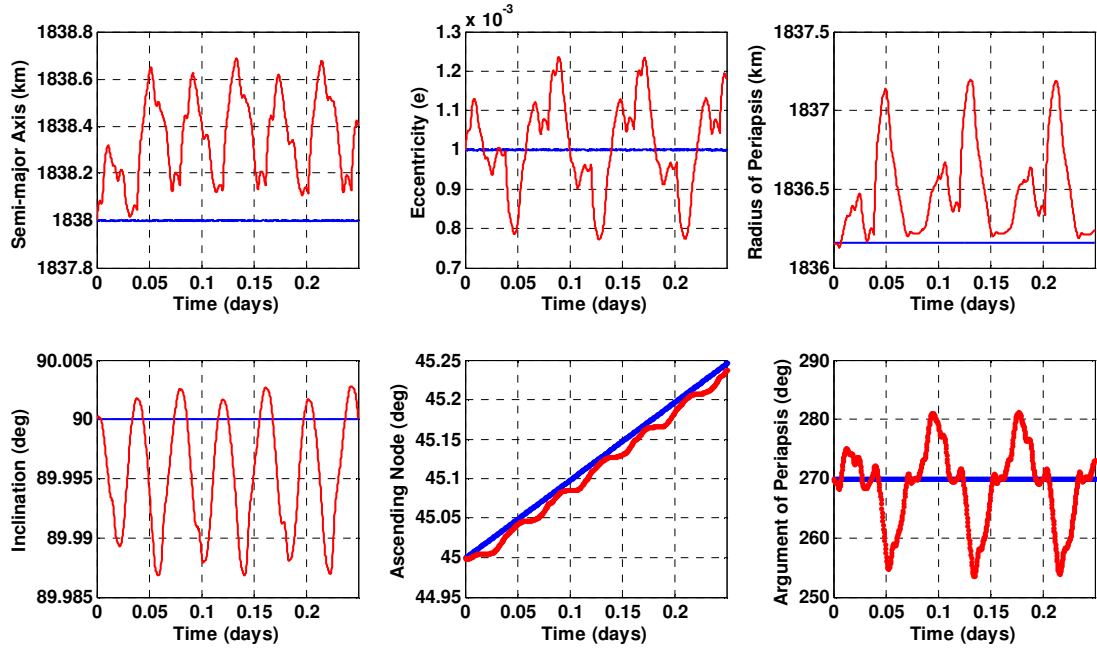 Semi-major Axis (km)
1838.8
1838.6
1838.4
1838.2
1838
1837.8
0 0.05 0.1 0.15 0.2
Time (days)
x 10⁻³
Eccentricity (e)
1.3
1.2
1.1
1
0.9
0.8
0.7
0 0.05 0.1 0.15 0.2
Time (days)
Radius of Periapsis (km)
1837.5
1837
1836.5
1836
0 0.05 0.1 0.15 0.2
Time (days)
Inclination (deg)
90.005
90
89.995
89.99
89.985
0 0.05 0.1 0.15 0.2
Time (days)
Ascending Node (deg)
45.25
45.2
45.15
45.1
45.05
45
44.95
0 0.05 0.1 0.15 0.2
Time (days)
Argument of Periapsis (deg)
290
280
270
260
250
0 0.05 0.1 0.15 0.2
Time (days)